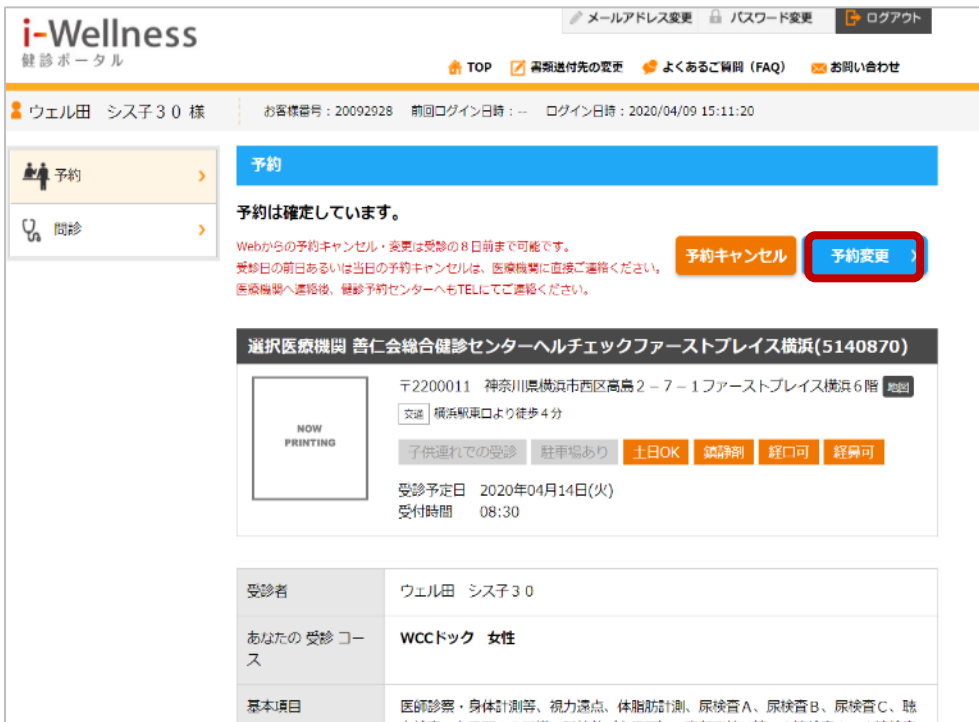 i-Wellness
健診ポータル
メールアドレス変更 パスワード変更 ログアウト
TOP 書類送付先の変更 よくあるご質問（FAQ） お問い合わせ
ウェル田 シス子３０ 様 お客様番号：20092928 前回ログイン日時：-- ログイン日時：2020/04/09 15:11:20
予約
問診
予約
予約は確定しています。
Webからの予約キャンセル・変更は受診の８日前まで可能です。
受診日の前日あるいは当日の予約キャンセルは、医療機関に直接ご連絡ください。
医療機関へ連絡後、健診予約センターへもTELにてご連絡ください。
予約キャンセル 予約変更
選択医療機関 善仁会総合健診センターヘルチェックファーストプレイス横浜(5140870)
NOW
PRINTING
〒2200011 神奈川県横浜市西区高島２－７－１ファーストプレイス横浜６階 地図
交通 横浜駅東口より徒歩４分
子供連れでの受診 駐車場あり 土日OK 鎮静剤 経口可 経鼻可
受診予定日 2020年04月14日(火)
受付時間 08:30
受診者 ウェル田 シス子３０
あなたの 受診 コース WCCドック 女性
基本項目 医師診察・身体計測等、視力遠点、体脂肪計測、尿検査Ａ、尿検査Ｂ、尿検査Ｃ、聴